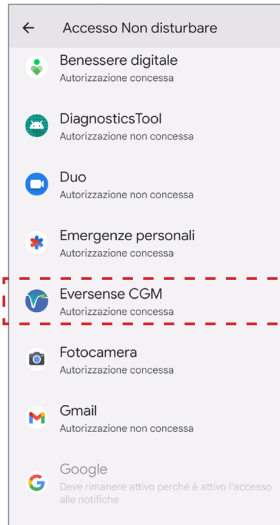 Accesso Non disturbare
Benessere digitale
Autorizzazione concessa
DiagnosticsTool
Autorizzazione non concessa
Duo
Autorizzazione non concessa
Emergenze personali
Autorizzazione concessa
Eversense CGM
Autorizzazione concessa
Fotocamera
Autorizzazione concessa
Gmail
Autorizzazione non concessa
Google
Deve rimanere attivo perché è attivo l'accesso
alle notifiche